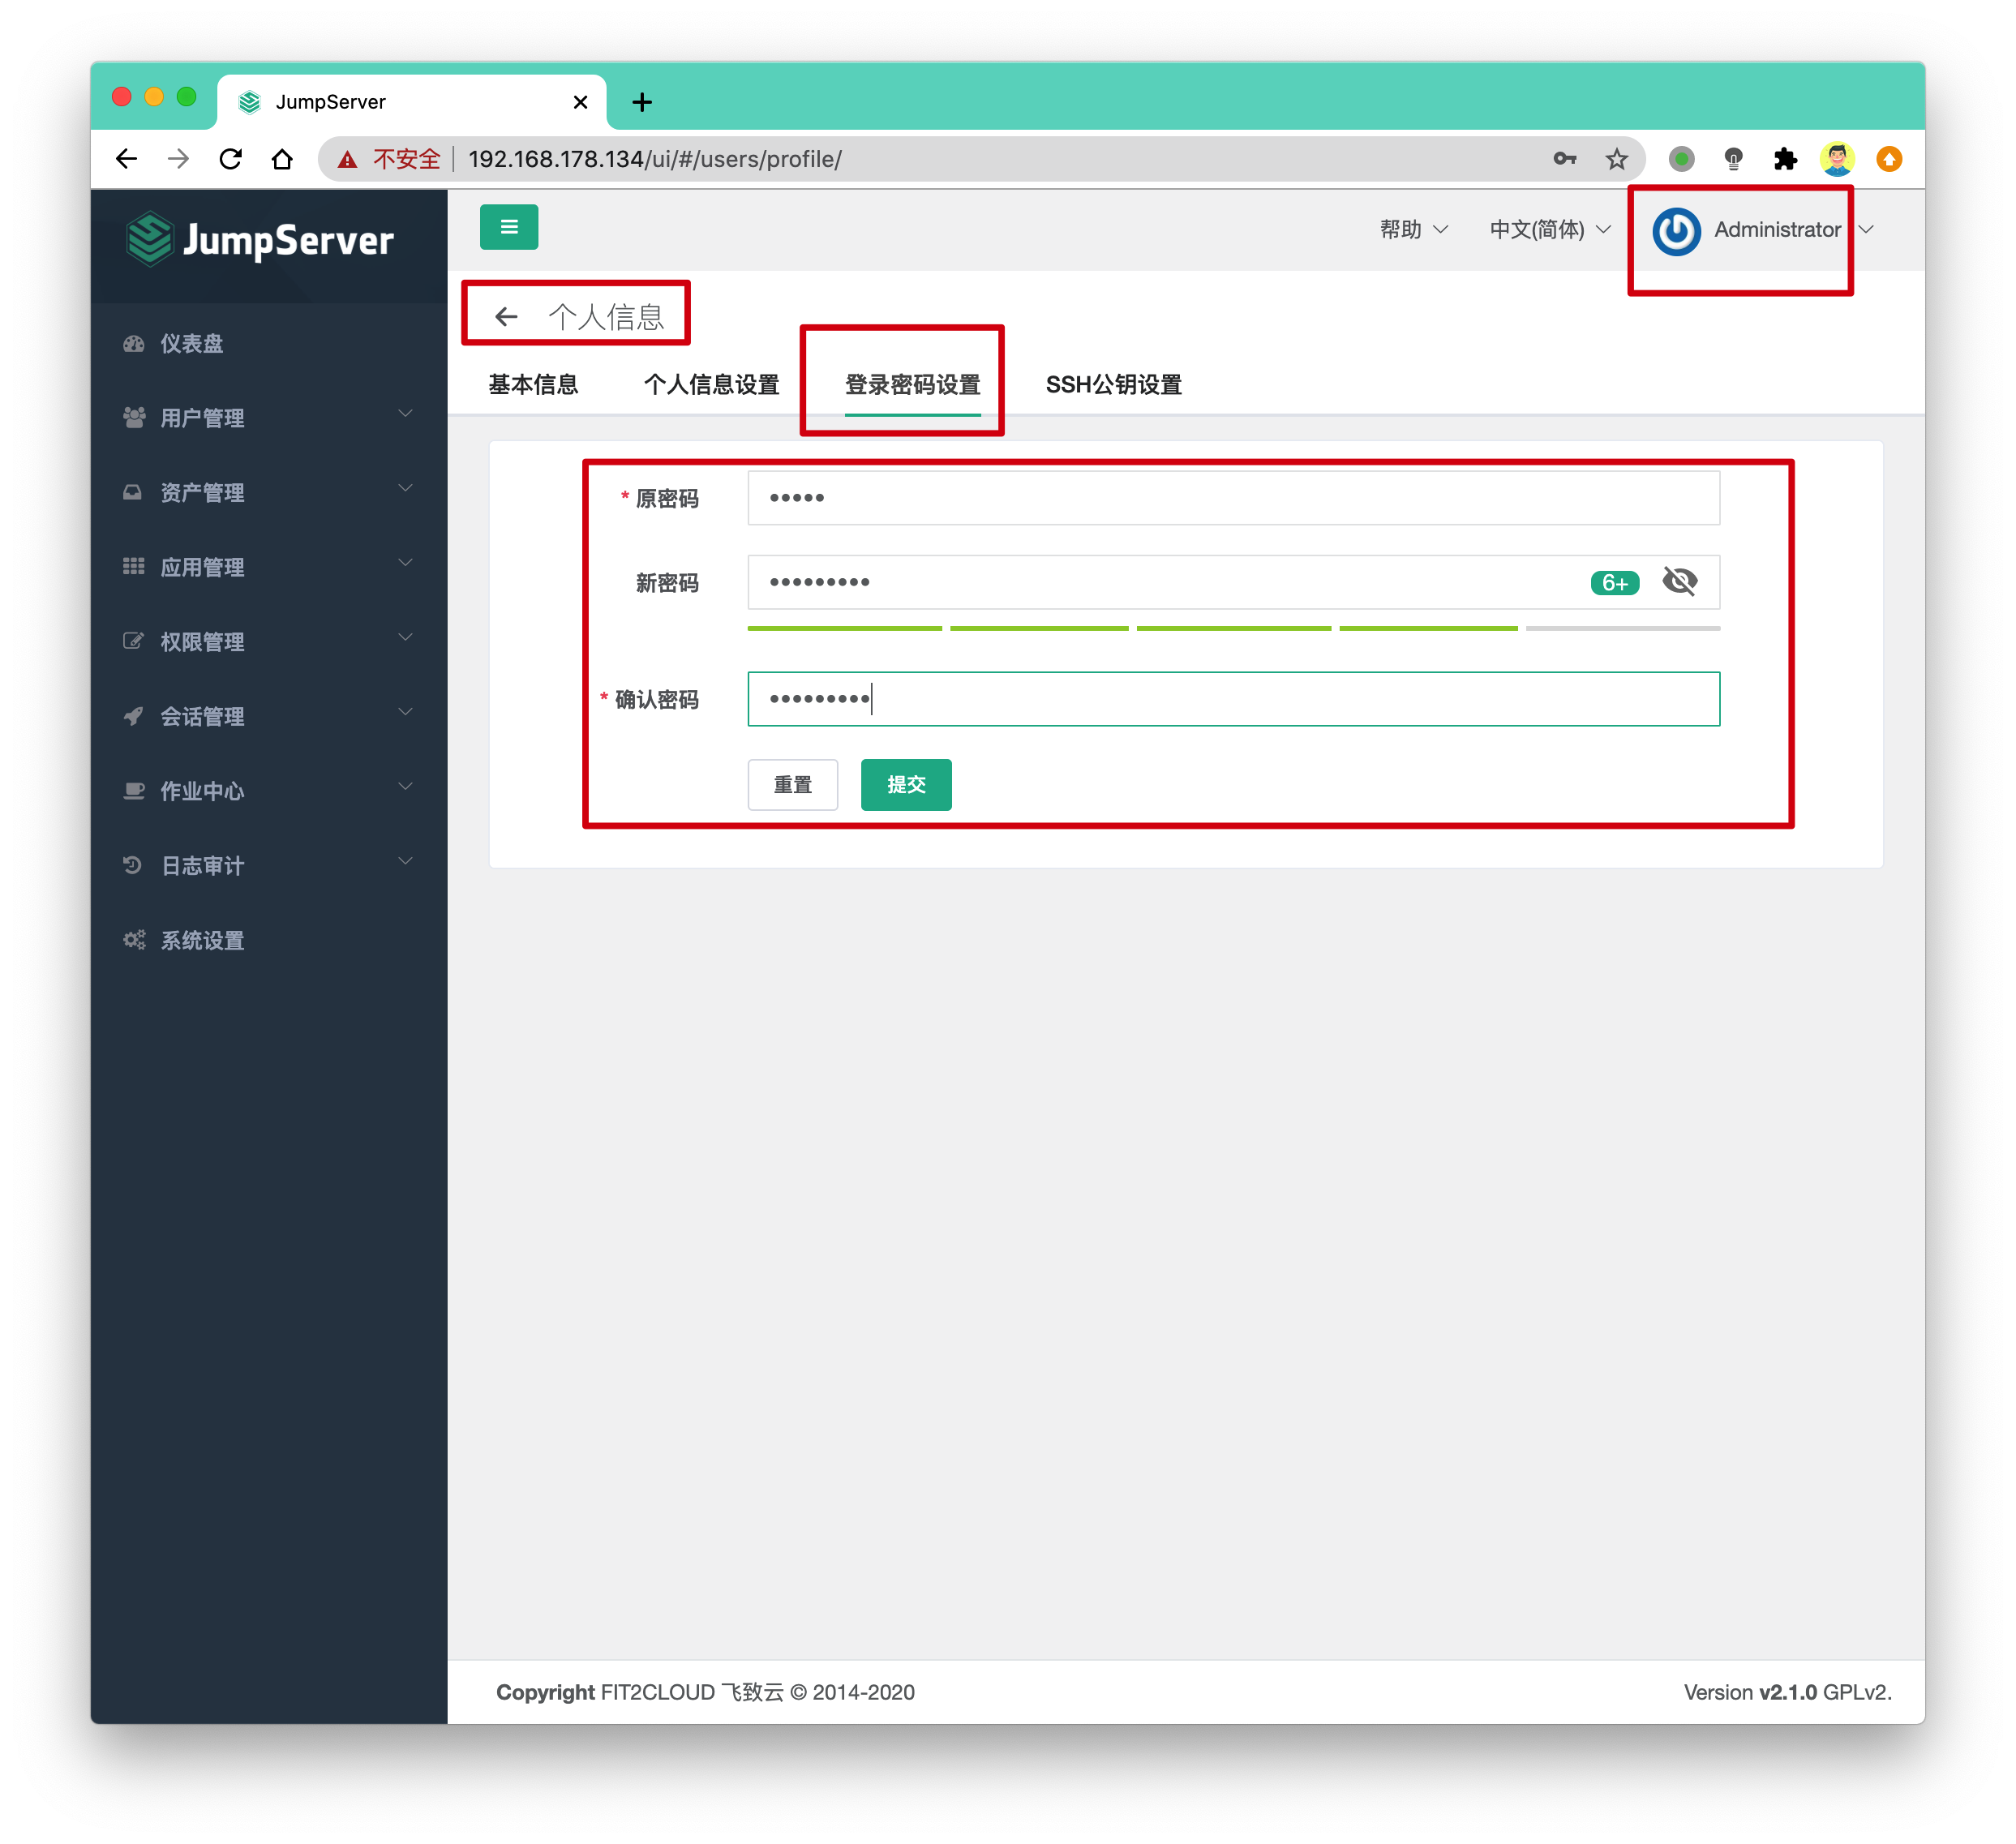 JumpServer
不安全 192.168.178.134/ui/#/users/profile/
JumpServer
帮助 中文(简体) Administrator
个人信息
基本信息 个人信息设置 登录密码设置 SSH公钥设置
仪表盘
用户管理
资产管理
应用管理
权限管理
会话管理
作业中心
日志审计
系统设置
* 原密码 •••••
新密码 ••••••••• 6+
* 确认密码 •••••••••
重置 提交
Copyright FIT2CLOUD 飞致云 © 2014-2020
Version v2.1.0 GPLv2.